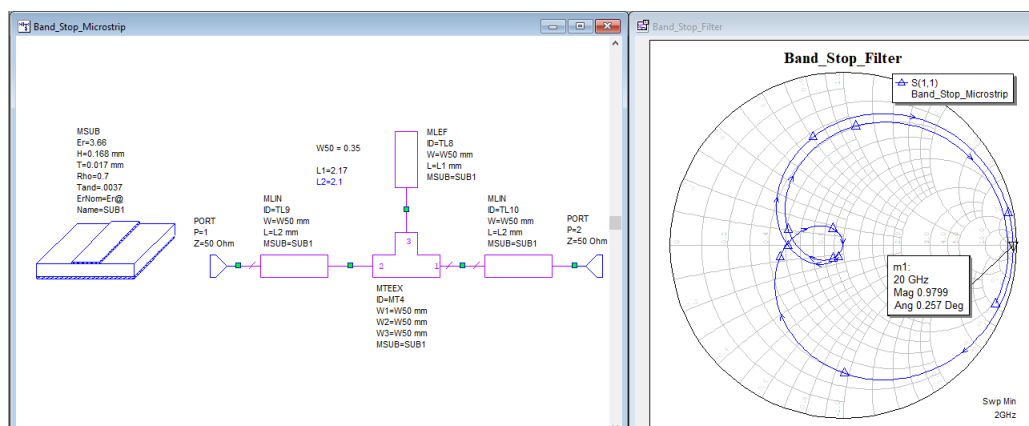 Band_Stop_Microstrip
MSUB
Er=3.66
H=0.168 mm
T=0.017 mm
Rho=0.7
Tand=.0037
ErNom=Er@
Name=SUB1
W50 = 0.35
L1=2.17
L2=2.1
MLEF
ID=TL8
W=W50 mm
L=L1 mm
MSUB=SUB1
PORT
P=1
Z=50 Ohm
MLIN
ID=TL9
W=W50 mm
L=L2 mm
MSUB=SUB1
3
2
1
MTEEX
ID=MT4
W1=W50 mm
W2=W50 mm
W3=W50 mm
MSUB=SUB1
MLIN
ID=TL10
W=W50 mm
L=L2 mm
MSUB=SUB1
PORT
P=2
Z=50 Ohm
Band_Stop_Filter
Band_Stop_Filter
S(1,1)
Band_Stop_Microstrip
m1:
20 GHz
Mag 0.9799
Ang 0.257 Deg
Swp Min
2GHz